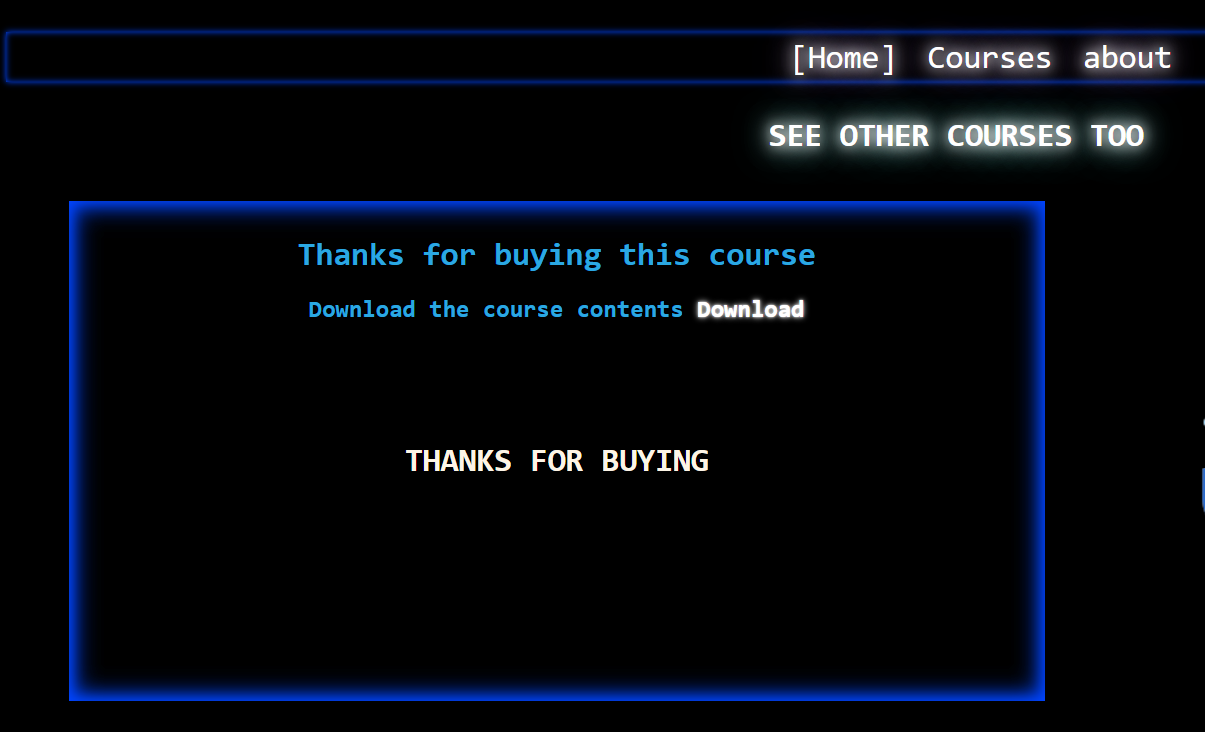 [Home] Courses about
SEE OTHER COURSES TOO
Thanks for buying this course
Download the course contents Download
THANKS FOR BUYING